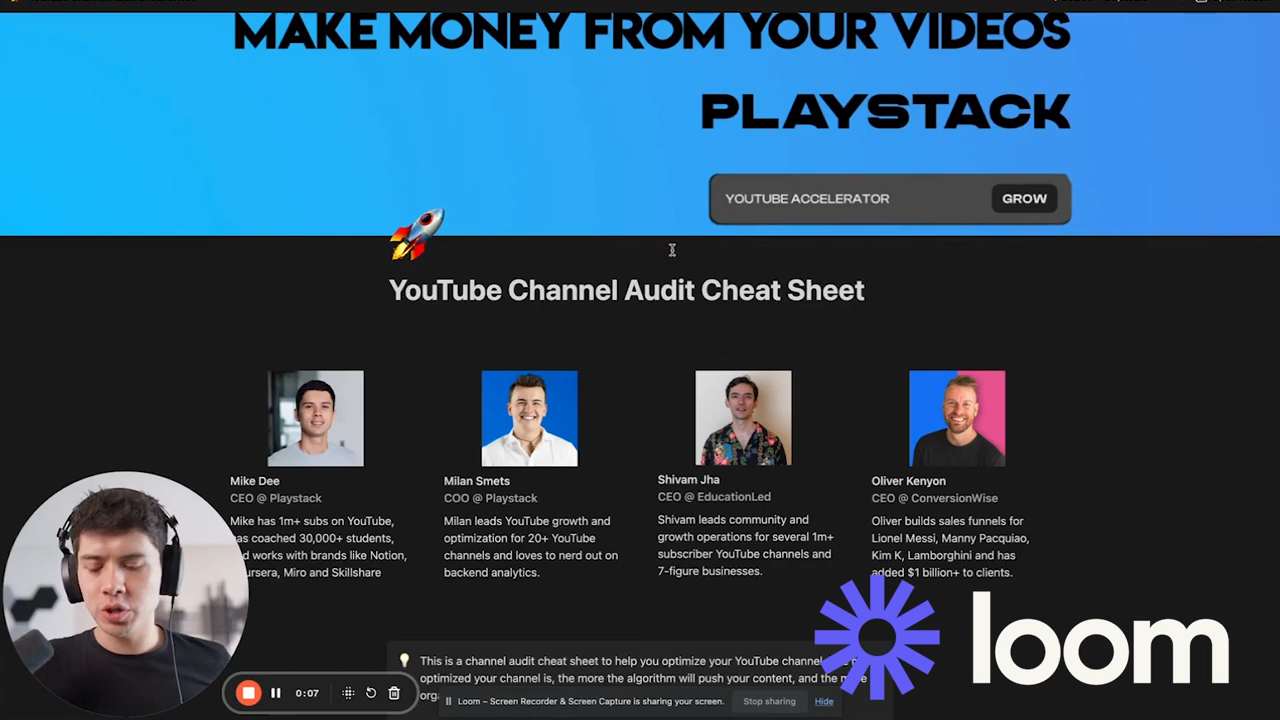 MAKE MONEY FROM YOUR VIDEOS
PLAYSTACK
YOUTUBE ACCELERATOR
GROW
YouTube Channel Audit Cheat Sheet
Mike Dee
CEO @ Playstack
Mike has 1m+ subs on YouTube,
has coached 30,000+ students,
and works with brands like Notion,
Coursera, Miro and Skillshare
Milan Smets
COO @ Playstack
Milan leads YouTube growth and
optimization for 20+ YouTube
channels and loves to nerd out on
backend analytics.
Shivam Jha
CEO @ EducationLed
Shivam leads community and
growth operations for several 1m+
subscriber YouTube channels and
7-figure businesses.
Oliver Kenyon
CEO @ ConversionWise
Oliver builds sales funnels for
Lionel Messi, Manny Pacquiao,
Kim K, Lamborghini and has
added $1 billion+ to clients.
This is a channel audit cheat sheet to help you optimize your YouTube channel
optimized your channel is, the more the algorithm will push your content, and the
0:07
Loom – Screen Recorder & Screen Capture is sharing your screen.
Stop sharing
Hide
loom